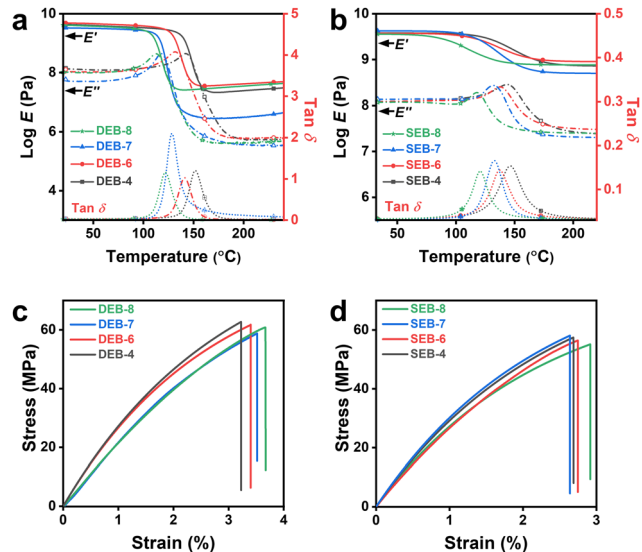 a
b
Log E (Pa)
10
8
6
4
E′
E″
DEB-8
DEB-7
DEB-6
DEB-4
Tan δ
50
100
150
200
Temperature (°C)
5
4
3
2
1
0
Tan δ
Log E (Pa)
10
9
8
7
6
E′
E″
SEB-8
SEB-7
SEB-6
SEB-4
Tan δ
50
100
150
200
Temperature (°C)
0.5
0.4
0.3
0.2
0.1
Tan δ
c
d
Stress (MPa)
60
40
20
0
DEB-8
DEB-7
DEB-6
DEB-4
0
1
2
3
4
Strain (%)
Stress (MPa)
60
40
20
0
SEB-8
SEB-7
SEB-6
SEB-4
0
1
2
3
Strain (%)